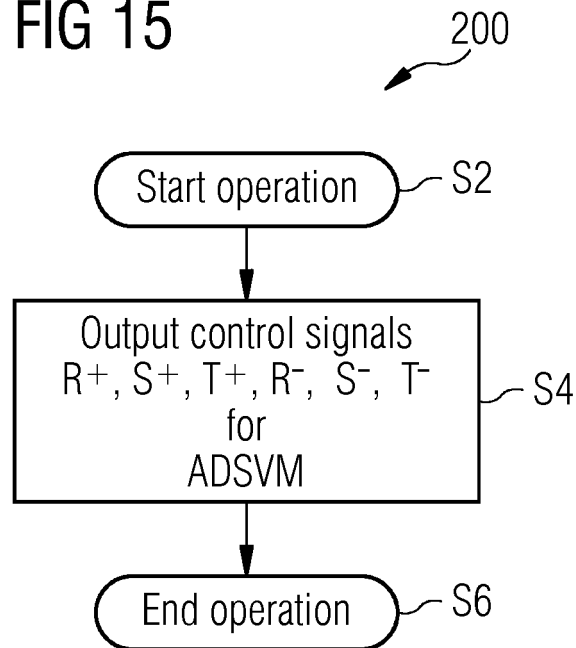 FIG 15
200
Start operation
S2
Output control signals
R+, S+, T+, R-, S-, T-
for
ADSVM
S4
End operation
S6